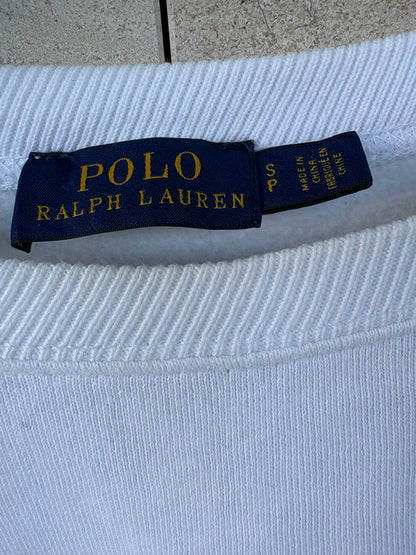 POLO
RALPH LAUREN
S
P
MADE IN
CHINA
FABRIQUÉ EN
CHINE